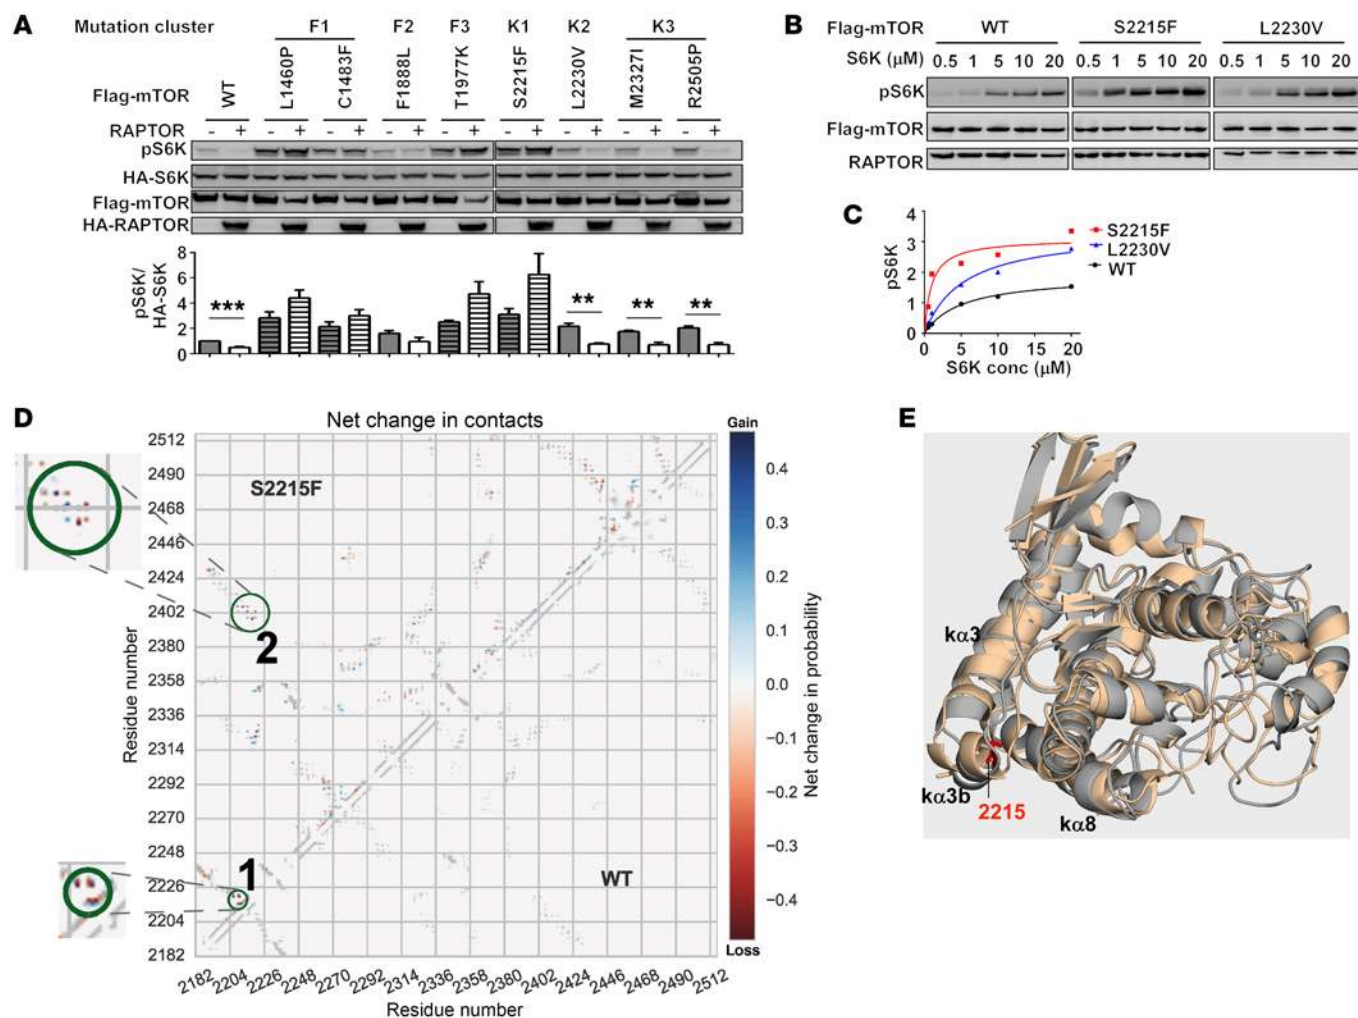 A
Mutation cluster F1 F2 F3 K1 K2 K3
Flag-mTOR WT L1460P C1483F F1888L T1977K S2215F L2230V M2327I R2505P
RAPTOR - + - + - + - + - + - + - + - + - +
pS6K
HA-S6K
Flag-mTOR
HA-RAPTOR
pS6K/
HA-S6K
8
6
4
2
0
*** ** ** **
B
Flag-mTOR WT S2215F L2230V
S6K (μM) 0.5 1 5 10 20 0.5 1 5 10 20 0.5 1 5 10 20
pS6K
Flag-mTOR
RAPTOR
C
pS6K
4
3
2
1
0
0 5 10 15 20
S6K conc (μM)
S2215F
L2230V
WT
D
Net change in contacts
Gain
Residue number
2512
2490
2468
2446
2424
2402
2380
2358
2336
2314
2292
2270
2248
2226
2204
2182
S2215F
2
1
WT
2182 2204 2226 2248 2270 2292 2314 2336 2358 2380 2402 2424 2446 2468 2490 2512
Residue number
0.4
0.3
0.2
0.1
0.0
−0.1
−0.2
−0.3
−0.4
Loss
Net change in probability
E
kα3
kα3b
2215
kα8